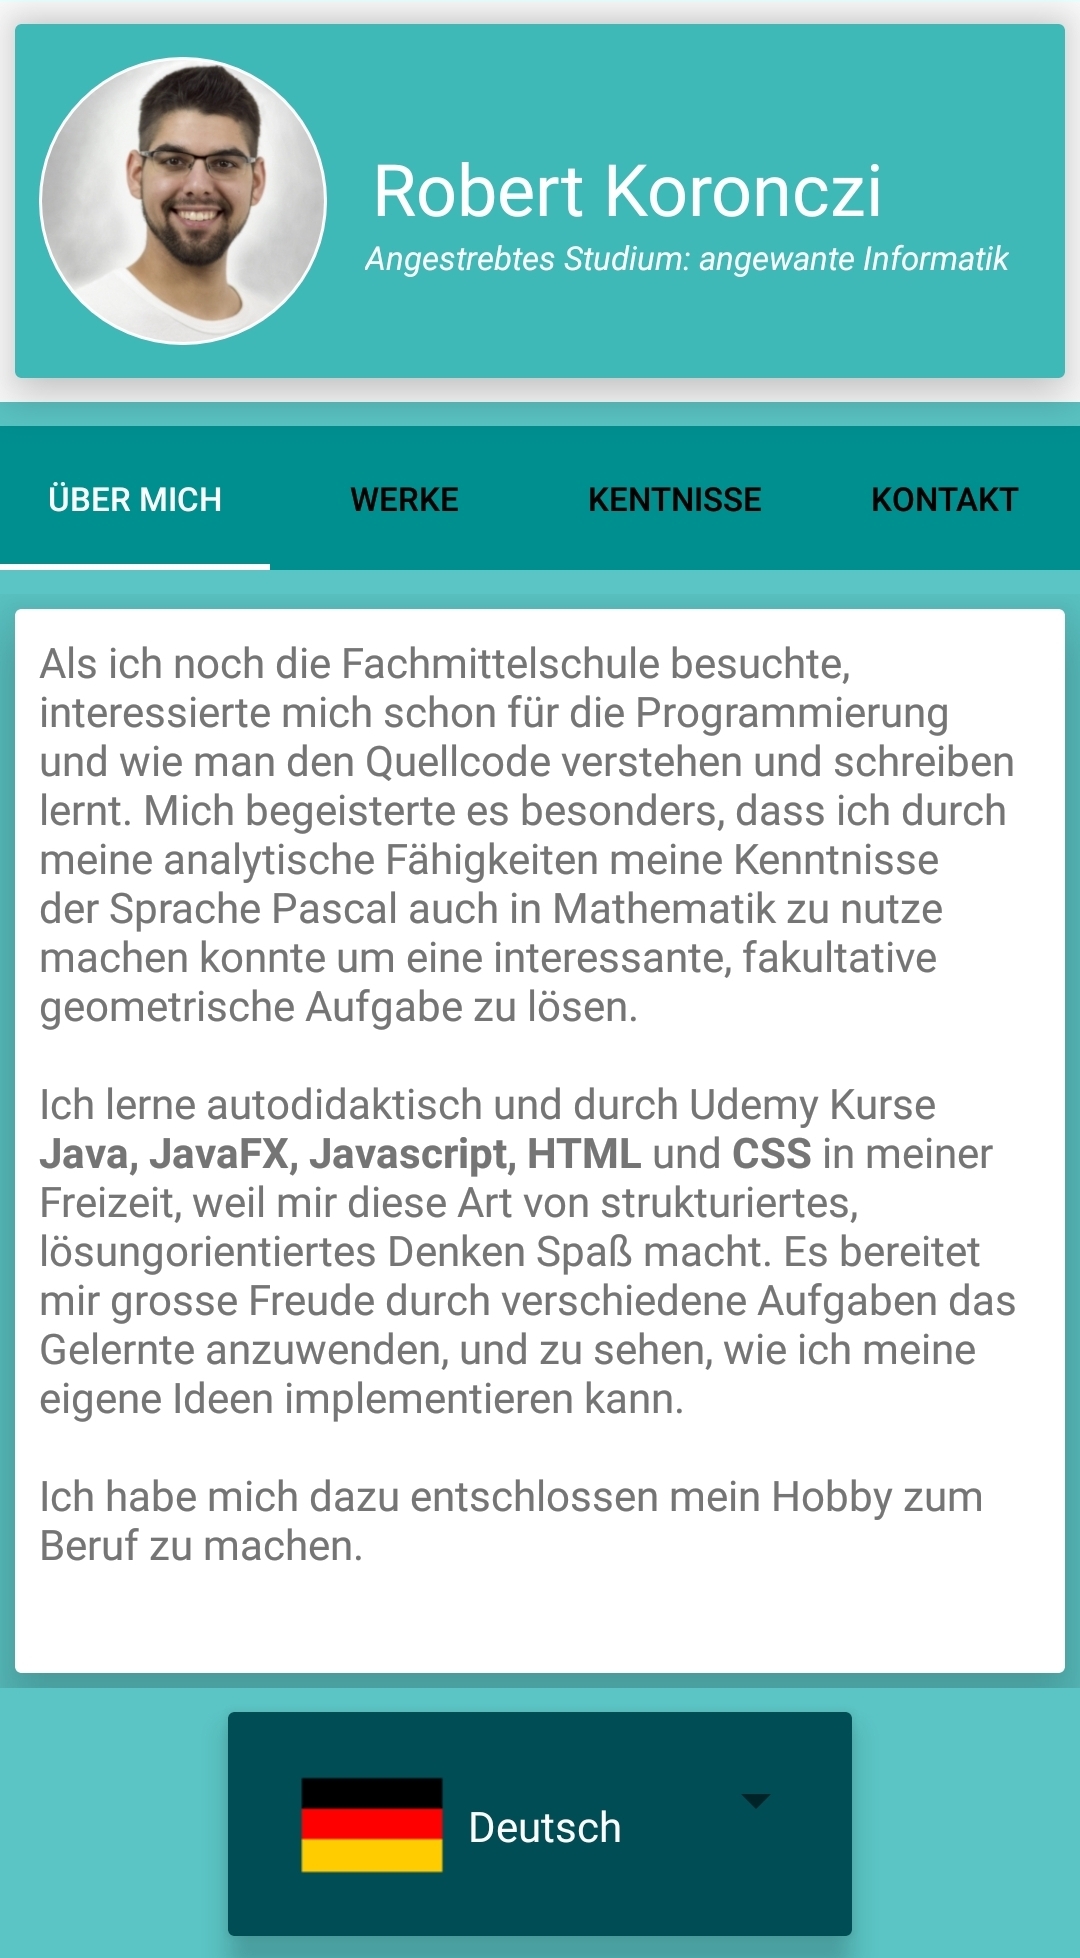 Robert Koronczi
Angestrebtes Studium: angewante Informatik
ÜBER MICH
WERKE
KENTNISSE
KONTAKT
Als ich noch die Fachmittelschule besuchte,
interessierte mich schon für die Programmierung
und wie man den Quellcode verstehen und schreiben
lernt. Mich begeisterte es besonders, dass ich durch
meine analytische Fähigkeiten meine Kenntnisse
der Sprache Pascal auch in Mathematik zu nutze
machen konnte um eine interessante, fakultative
geometrische Aufgabe zu lösen.
Ich lerne autodidaktisch und durch Udemy Kurse
Java, JavaFX, Javascript, HTML und CSS in meiner
Freizeit, weil mir diese Art von strukturiertes,
lösungorientiertes Denken Spaß macht. Es bereitet
mir grosse Freude durch verschiedene Aufgaben das
Gelernte anzuwenden, und zu sehen, wie ich meine
eigene Ideen implementieren kann.
Ich habe mich dazu entschlossen mein Hobby zum
Beruf zu machen.
Deutsch